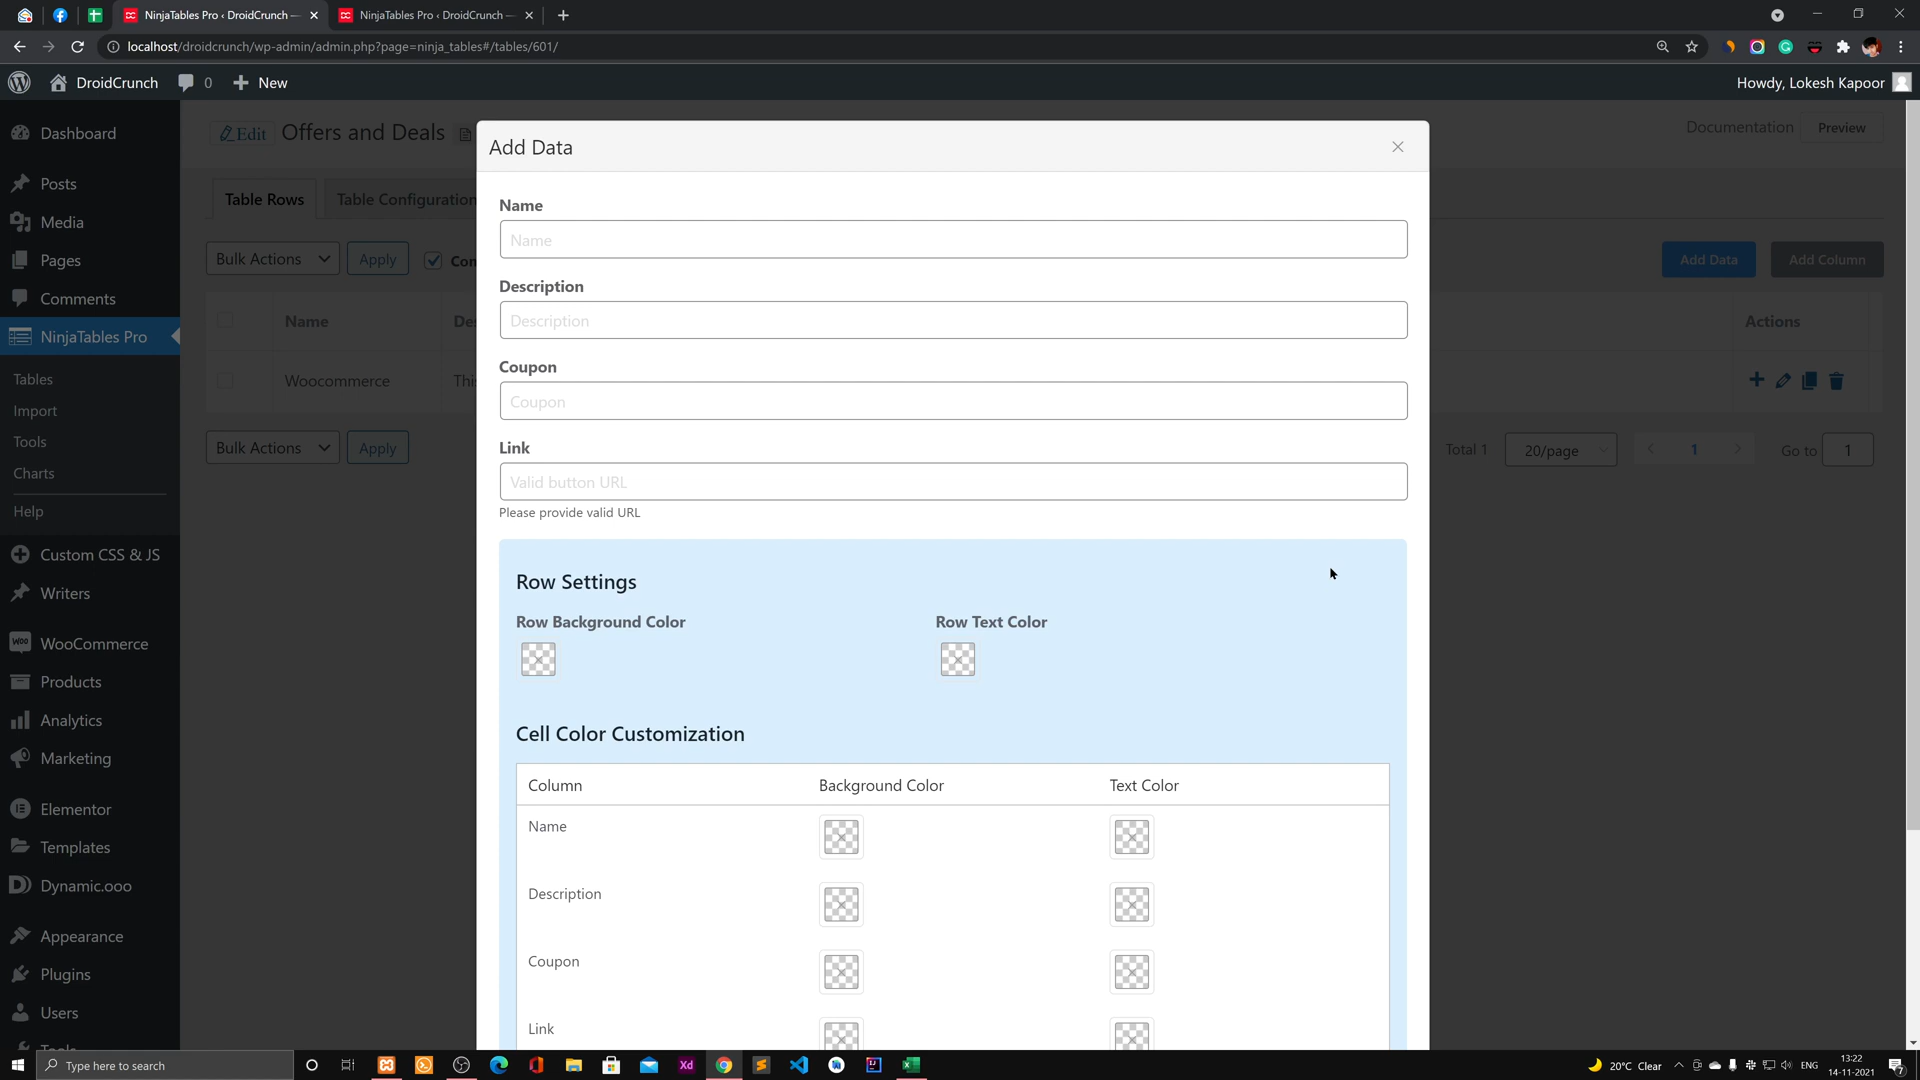 NinjaTables Pro ‹ DroidCrunch —
NinjaTables Pro ‹ DroidCrunch —
localhost/droidcrunch/wp-admin/admin.php?page=ninja_tables#/tables/601/
DroidCrunch
0
New
Howdy, Lokesh Kapoor
Dashboard
Posts
Media
Pages
Comments
NinjaTables Pro
Tables
Import
Tools
Charts
Help
Custom CSS & JS
Writers
WooCommerce
Products
Analytics
Marketing
Elementor
Templates
Dynamic.ooo
Appearance
Plugins
Users
Tools
Edit
Offers and Deals
Documentation
Preview
Table Rows
Table Configuration
Bulk Actions
Apply
Com
Add Data
Add Column
Name
Des
Actions
Woocommerce
This
Bulk Actions
Apply
Total 1
20/page
1
Go to
1
Add Data
Name
Name
Description
Description
Coupon
Coupon
Link
Valid button URL
Please provide valid URL
Row Settings
Row Background Color
Row Text Color
Cell Color Customization
Column
Background Color
Text Color
Name
Description
Coupon
Link
Type here to search
Xd
20°C Clear
ENG
13:22
14-11-2021
7